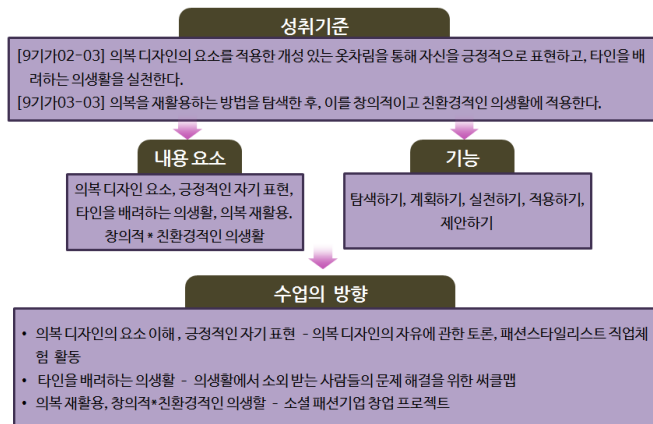 성취기준
[9기가02-03] 의복 디자인의 요소를 적용한 개성 있는 옷차림을 통해 자신을 긍정적으로 표현하고, 타인을 배
려하는 의생활을 실천한다.
[9기가03-03] 의복을 재활용하는 방법을 탐색한 후, 이를 창의적이고 친환경적인 의생활에 적용한다.
내용 요소
의복 디자인 요소, 긍정적인 자기 표현,
타인을 배려하는 의생활, 의복 재활용.
창의적 * 친환경적인 의생활
기능
탐색하기, 계획하기, 실천하기, 적용하기,
제안하기
수업의 방향
• 의복 디자인의 요소 이해 , 긍정적인 자기 표현 - 의복 디자인의 자유에 관한 토론, 패션스타일리스트 직업체
험 활동
• 타인을 배려하는 의생활 - 의생활에서 소외 받는 사람들의 문제 해결을 위한 써클맵
• 의복 재활용, 창의적*친환경적인 의생할 - 소셜 패션기업 창업 프로젝트